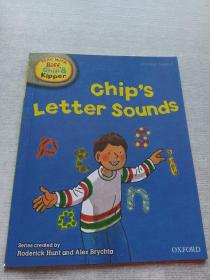 Read With
Biff
Chip &
Kipper
Chip's
Letter Sounds
p e s i
n
Series created by
Roderick Hunt and Alex Brychta
OXFORD